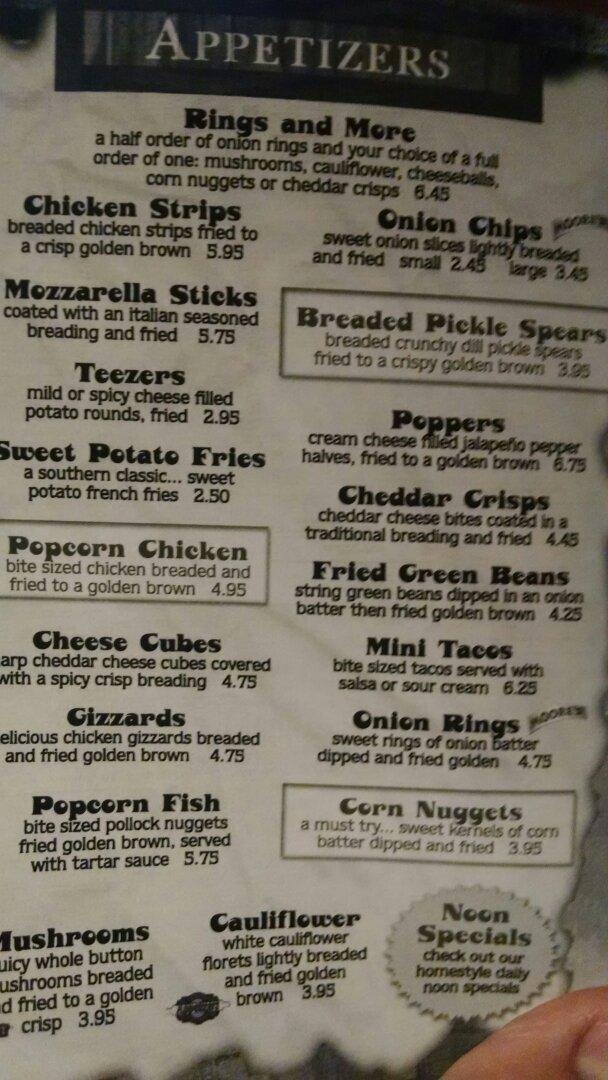 APPETIZERS
Rings and More
a half order of onion rings and your choice of a full
order of one: mushrooms, cauliflower, cheeseballs,
corn nuggets or cheddar crisps 6.45
Chicken Strips
breaded chicken strips fried to
a crisp golden brown 5.95
Mozzarella Sticks
coated with an italian seasoned
breading and fried 5.75
Teezers
mild or spicy cheese filled
potato rounds, fried 2.95
Sweet Potato Fries
a southern classic... sweet
potato french fries 2.50
Popcorn Chicken
bite sized chicken breaded and
fried to a golden brown 4.95
Cheese Cubes
arp cheddar cheese cubes covered
with a spicy crisp breading 4.75
Gizzards
elicious chicken gizzards breaded
and fried golden brown 4.75
Popcorn Fish
bite sized pollock nuggets
fried golden brown, served
with tartar sauce 5.75
Mushrooms
uicy whole button
ushrooms breaded
d fried to a golden
crisp 3.95
Onion Chips
sweet onion slices lightly breaded
and fried small 2.45 large 3.45
Breaded Pickle Spears
breaded crunchy dill pickle spears
fried to a crispy golden brown 3.95
Poppers
cream cheese filled jalapeño pepper
halves, fried to a golden brown 6.75
Cheddar Crisps
cheddar cheese bites coated in a
traditional breading and fried 4.45
Fried Green Beans
string green beans dipped in an onion
batter then fried golden brown 4.25
Mini Tacos
bite sized tacos served with
salsa or sour cream 6.25
Onion Rings
sweet rings of onion batter
dipped and fried golden 4.75
Corn Nuggets
a must try... sweet kernels of corn
batter dipped and fried 3.95
Cauliflower
white cauliflower
florets lightly breaded
and fried golden
brown 3.95
Noon
Specials
check out our
homestyle daily
noon specials